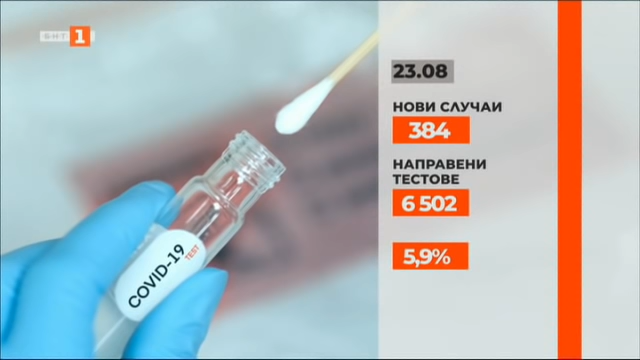 БНТ 1
23.08
НОВИ СЛУЧАИ
384
НАПРАВЕНИ
ТЕСТОВЕ
6 502
5,9%
COVID-19
TEST